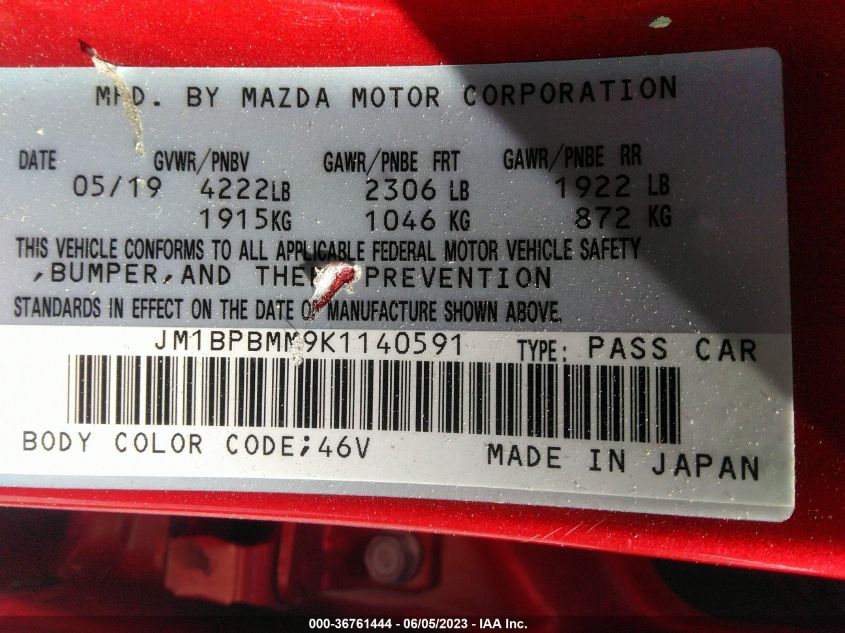 MFD. BY MAZDA MOTOR CORPORATION
DATE GVWR/PNBV GAWR/PNBE FRT GAWR/PNBE RR
05/19 4222LB 2306 LB 1922 LB
1915KG 1046 KG 872 KG
THIS VEHICLE CONFORMS TO ALL APPLICABLE FEDERAL MOTOR VEHICLE SAFETY
,BUMPER,AND THEFT PREVENTION
STANDARDS IN EFFECT ON THE DATE OF MANUFACTURE SHOWN ABOVE.
JM1BPBMM9K1140591 TYPE: PASS CAR
BODY COLOR CODE;46V MADE IN JAPAN
000-36761444 - 06/05/2023 - IAA Inc.